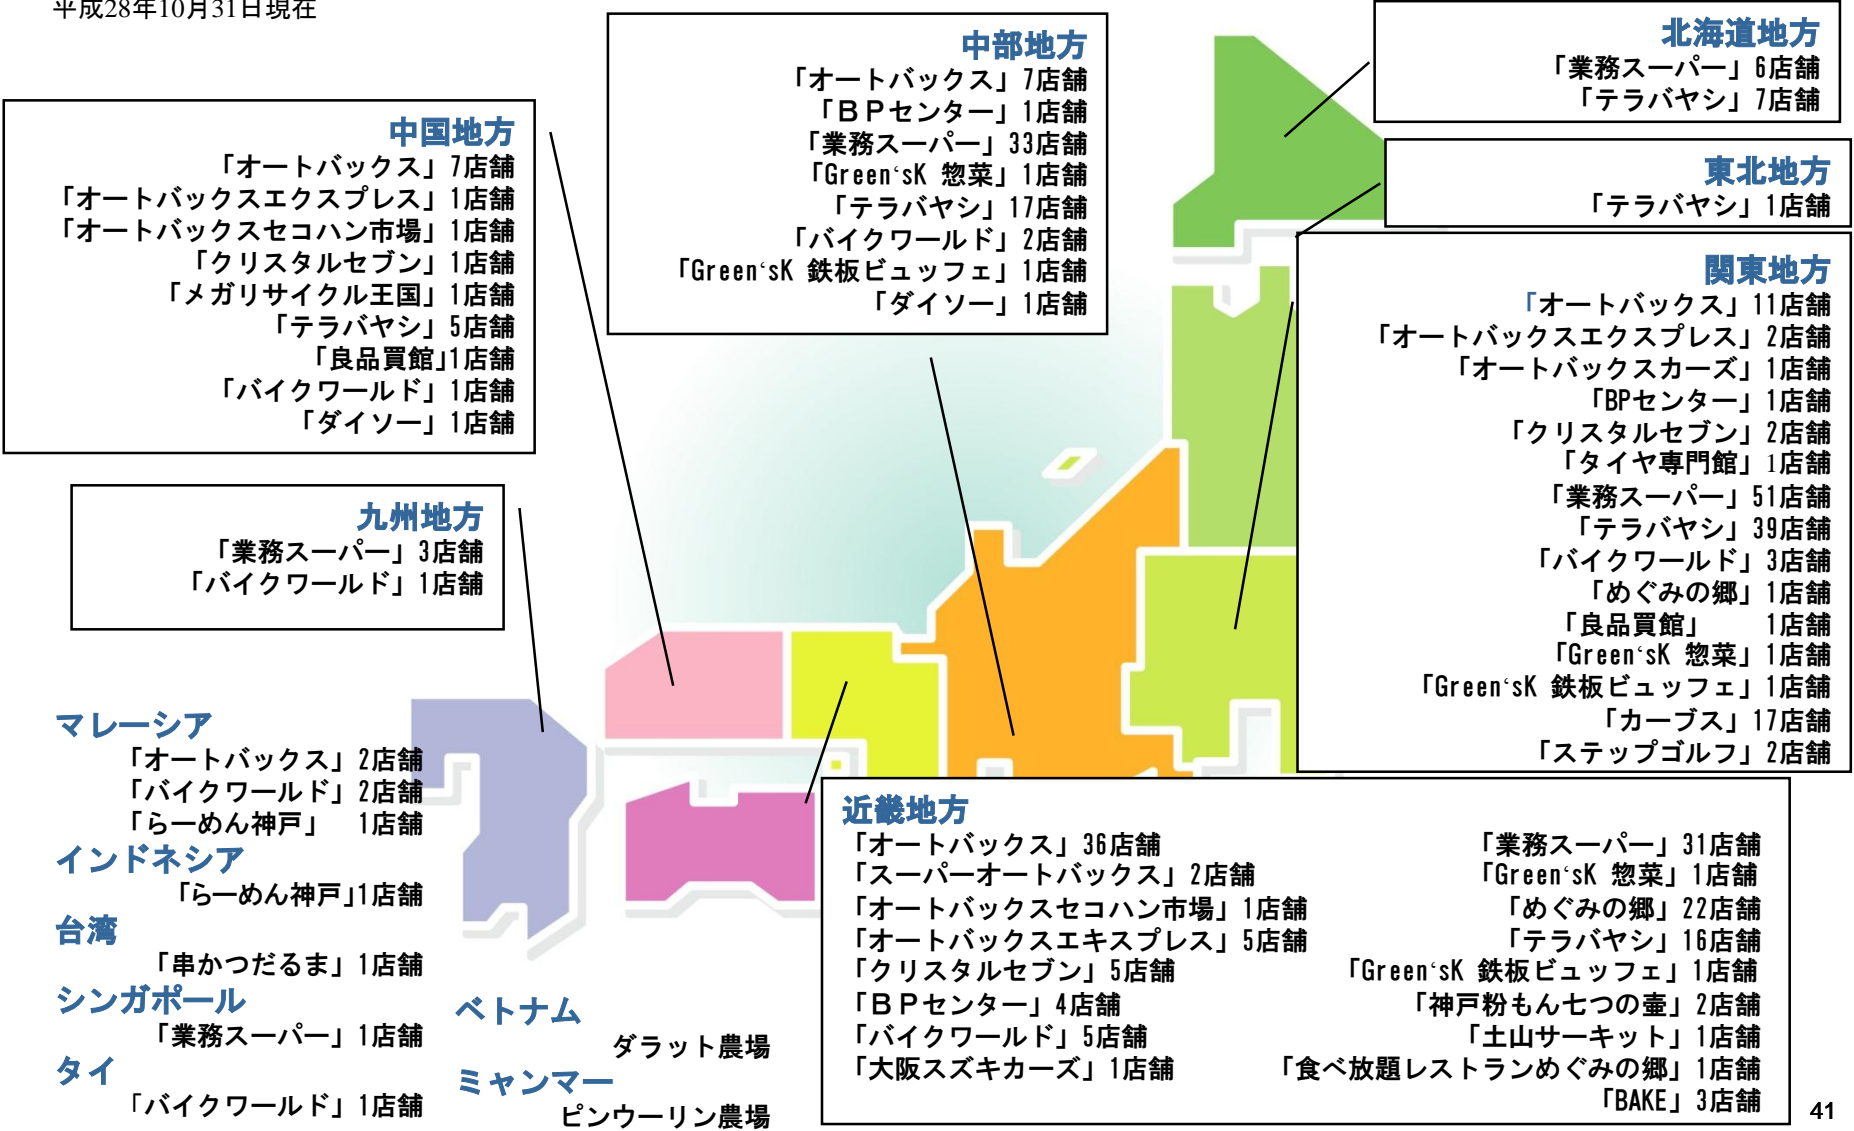 平成28年10月31日現在
中国地方
「オートバックス」7店舗
「オートバックスエクスプレス」1店舗
「オートバックスセコハン市場」1店舗
「クリスタルセブン」1店舗
「メガリサイクル王国」1店舗
「テラバヤシ」5店舗
「良品買館」1店舗
「バイクワールド」1店舗
「ダイソー」1店舗
中部地方
「オートバックス」7店舗
「ＢＰセンター」1店舗
「業務スーパー」33店舗
「Green‘sK 惣菜」1店舗
「テラバヤシ」17店舗
「バイクワールド」2店舗
「Green‘sK 鉄板ビュッフェ」1店舗
「ダイソー」1店舗
北海道地方
「業務スーパー」6店舗
「テラバヤシ」7店舗
東北地方
「テラバヤシ」1店舗
関東地方
「オートバックス」11店舗
「オートバックスエクスプレス」2店舗
「オートバックスカーズ」1店舗
「BPセンター」1店舗
「クリスタルセブン」2店舗
「タイヤ専門館」1店舗
「業務スーパー」51店舗
「テラバヤシ」39店舗
「バイクワールド」3店舗
「めぐみの郷」1店舗
「良品買館」 1店舗
「Green‘sK 惣菜」1店舗
「Green‘sK 鉄板ビュッフェ」1店舗
「カーブス」17店舗
「ステップゴルフ」2店舗
九州地方
「業務スーパー」3店舗
「バイクワールド」1店舗
マレーシア
「オートバックス」2店舗
「バイクワールド」2店舗
「らーめん神戸」 1店舗
インドネシア
「らーめん神戸」1店舗
台湾
「串かつだるま」1店舗
シンガポール
「業務スーパー」1店舗
タイ
「バイクワールド」1店舗
ベトナム
ダラット農場
ミャンマー
ピンウーリン農場
近畿地方
「オートバックス」36店舗
「スーパーオートバックス」2店舗
「オートバックスセコハン市場」1店舗
「オートバックスエキスプレス」5店舗
「クリスタルセブン」5店舗
「ＢＰセンター」4店舗
「バイクワールド」5店舗
「大阪スズキカーズ」1店舗
「業務スーパー」31店舗
「Green‘sK 惣菜」1店舗
「めぐみの郷」22店舗
「テラバヤシ」16店舗
「Green‘sK 鉄板ビュッフェ」1店舗
「神戸粉もん七つの壷」2店舗
「土山サーキット」1店舗
「食べ放題レストランめぐみの郷」1店舗
「BAKE」3店舗
41